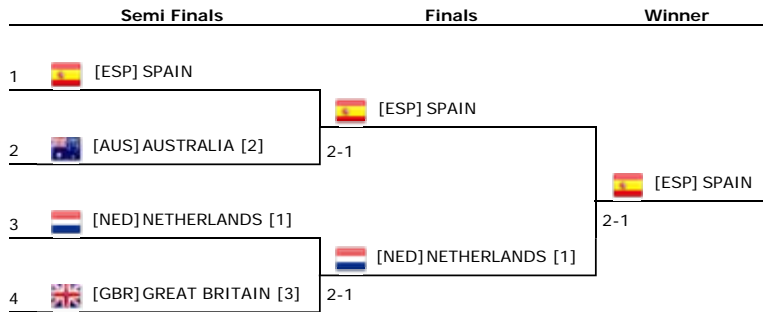 Semi Finals Finals Winner
1 [ESP] SPAIN
[ESP] SPAIN
2 [AUS] AUSTRALIA [2] 2-1
[ESP] SPAIN
3 [NED] NETHERLANDS [1] 2-1
[NED] NETHERLANDS [1]
4 [GBR] GREAT BRITAIN [3] 2-1